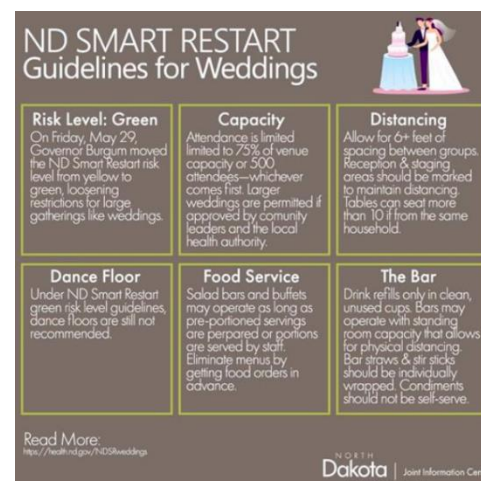 ND SMART RESTART
Guidelines for Weddings
Risk Level: Green
On Friday, May 29,
Governor Burgum moved
the ND Smart Restart risk
level from yellow to
green, loosening
restrictions for large
gatherings like weddings.
Capacity
Attendance is limited
limited to 75% of venue
capacity or 500
attendees—whichever
comes first. Larger
weddings are permitted if
approved by comunity
leaders and the local
health authority.
Distancing
Allow for 6+ feet of
spacing between groups.
Reception & staging
areas should be marked
to maintain distancing.
Tables can seat more
than 10 if from the same
household.
Dance Floor
Under ND Smart Restart
green risk level guidelines,
dance floors are still not
recommended.
Food Service
Salad bars and buffets
may operate as long as
pre-portioned servings
are perpared or portions
are served by staff.
Eliminate menus by
getting food orders in
advance.
The Bar
Drink refills only in clean,
unused cups. Bars may
operate with standing
room capacity that allows
for physical distancing.
Bar straws & stir sticks
should be individually
wrapped. Condiments
should not be self-serve.
Read More:
https://health.nd.gov/NDSRweddings
NORTH
Dakota | Joint Information Cen